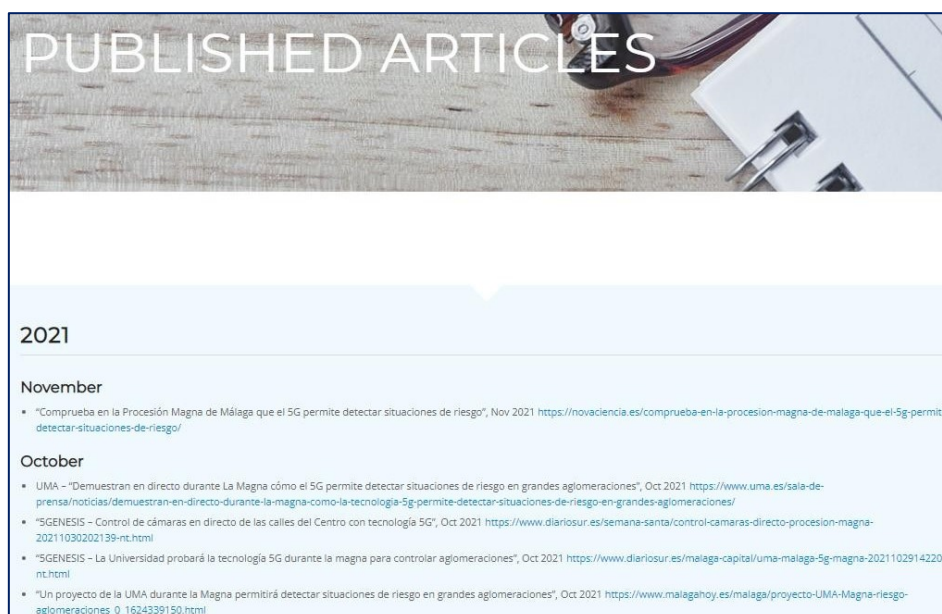 PUBLISHED ARTICLES
2021
November
• "Comprueba en la Procesión Magna de Málaga que el 5G permite detectar situaciones de riesgo", Nov 2021 https://novaciencia.es/comprueba-en-la-procesion-magna-de-malaga-que-el-5g-permit
detectar-situaciones-de-riesgo/
October
• UMA – "Demuestran en directo durante La Magna cómo el 5G permite detectar situaciones de riesgo en grandes aglomeraciones", Oct 2021 https://www.uma.es/sala-de-
prensa/noticias/demuestran-en-directo-durante-la-magna-como-la-tecnologia-5g-permite-detectar-situaciones-de-riesgo-en-grandes-aglomeraciones/
• "5GENESIS – Control de cámaras en directo de las calles del Centro con tecnología 5G", Oct 2021 https://www.diariosur.es/semana-santa/control-camaras-directo-procesion-magna-
20211030202139-nt.html
• "5GENESIS – La Universidad probará la tecnología 5G durante la magna para controlar aglomeraciones", Oct 2021 https://www.diariosur.es/malaga-capital/uma-malaga-5g-magna-2021102914220
nt.html
• "Un proyecto de la UMA durante la Magna permitirá detectar situaciones de riesgo en grandes aglomeraciones", Oct 2021 https://www.malagahoy.es/malaga/proyecto-UMA-Magna-riesgo-
aglomeraciones_0_1624339150.html